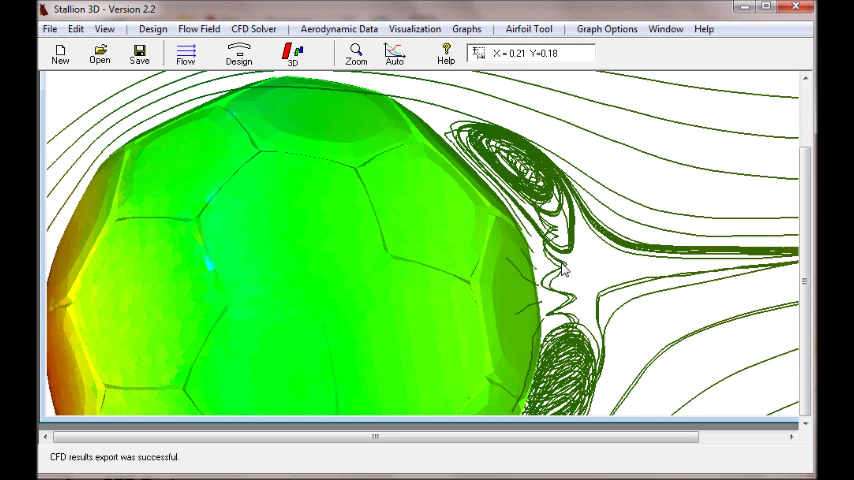 Stallion 3D - Version 2.2
File Edit View Design Flow Field CFD Solver Aerodynamic Data Visualization Graphs Airfoil Tool Graph Options Window Help
New Open Save Flow Design 3D Zoom Auto Help X = 0.21 Y=0.18
CFD results export was successful.